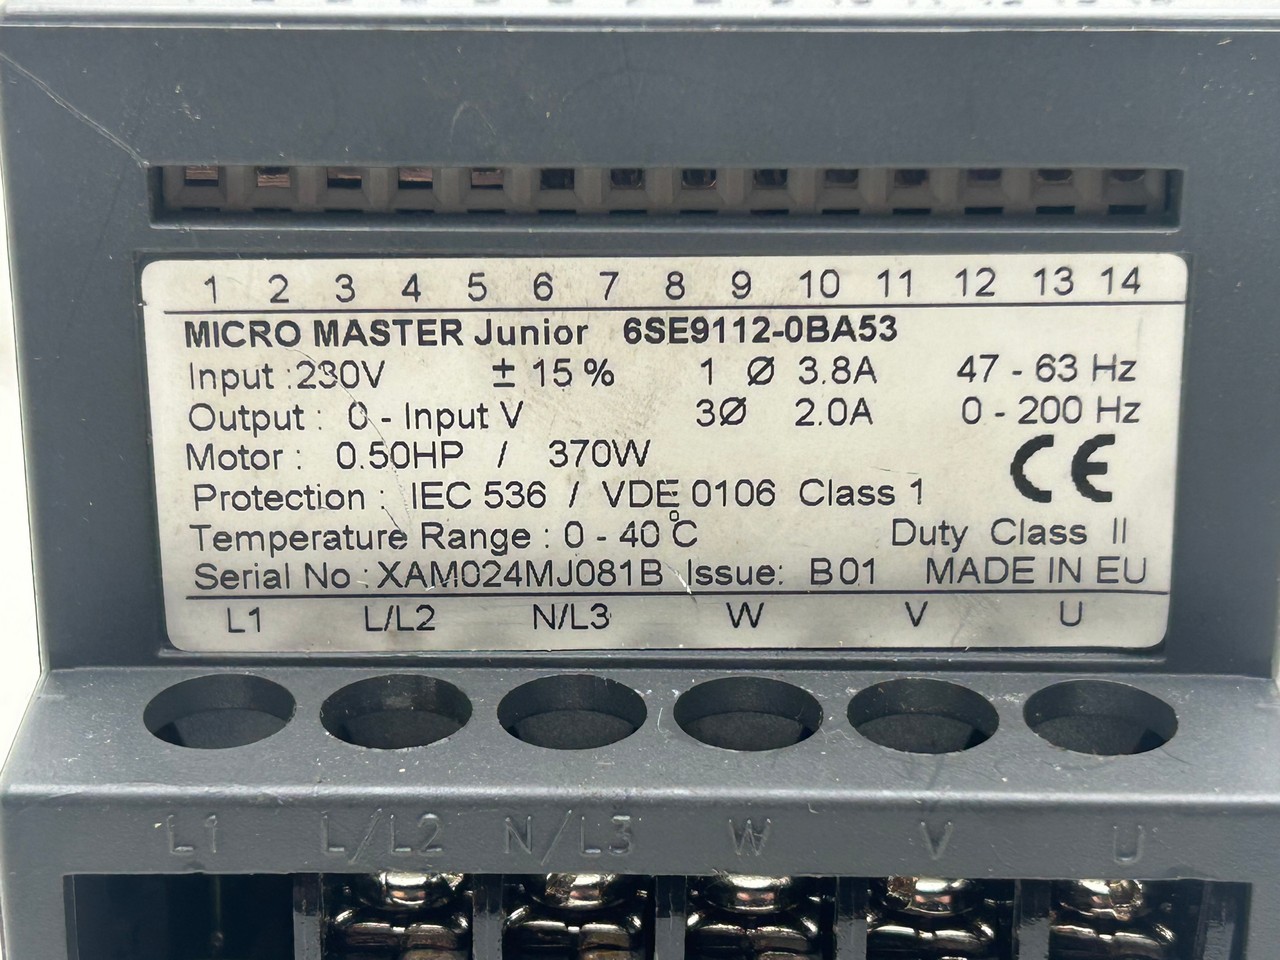 1 2 3 4 5 6 7 8 9 10 11 12 13 14
MICRO MASTER Junior 6SE9112-0BA53
Input :230V ± 15 % 1 Ø 3.8A 47 - 63 Hz
Output : 0 - Input V 3Ø 2.0A 0 - 200 Hz
Motor : 0.50HP / 370W CE
Protection : IEC 536 / VDE 0106 Class 1
Temperature Range : 0 - 40°C Duty Class II
Serial No : XAM024MJ081B Issue: B01 MADE IN EU
L1 L/L2 N/L3 W V U
L1 L/L2 N/L3 W V U